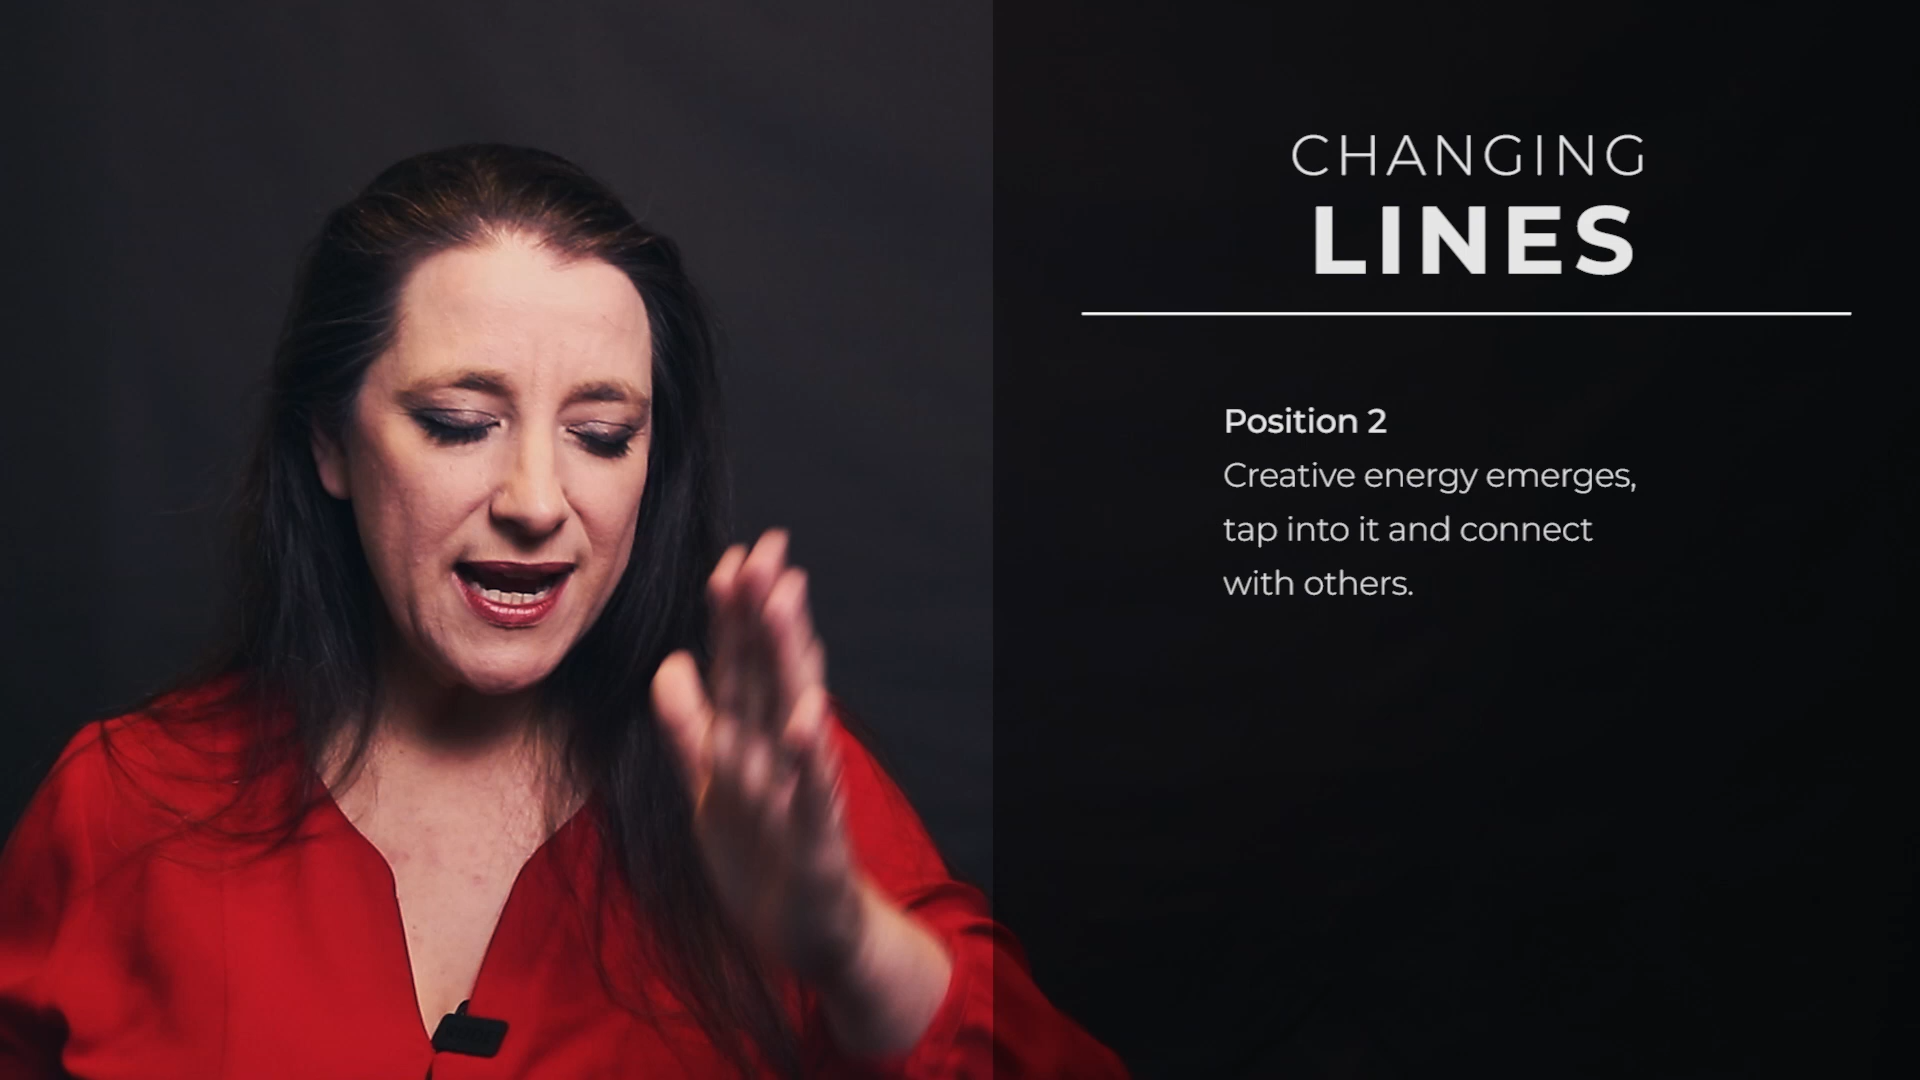 CHANGING
LINES
Position 2
Creative energy emerges,
tap into it and connect
with others.